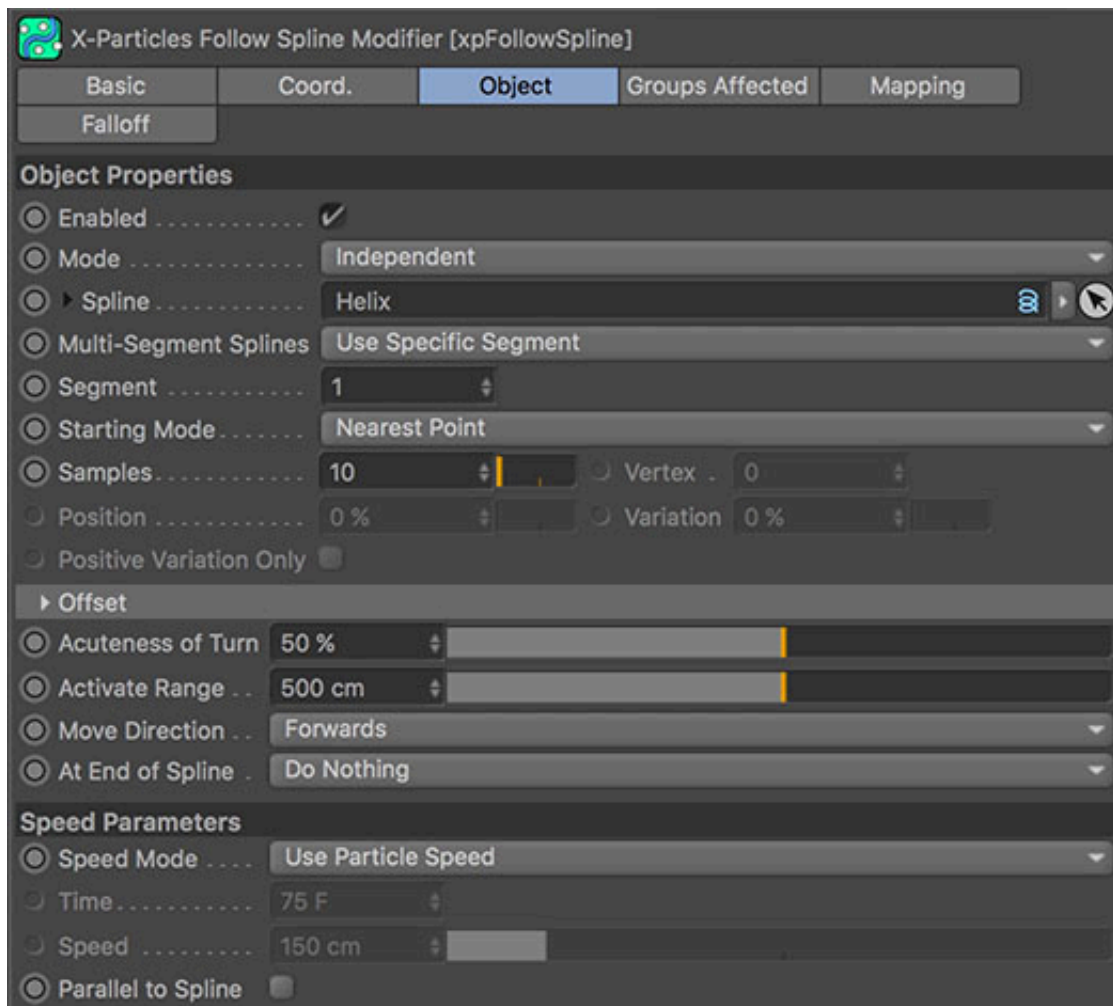 X-Particles Follow Spline Modifier [xpFollowSpline]
Basic Coord. Object Groups Affected Mapping
Falloff
Object Properties
Enabled
Mode Independent
Spline Helix
Multi-Segment Splines Use Specific Segment
Segment 1
Starting Mode Nearest Point
Samples 10 Vertex 0
Position 0 % Variation 0 %
Positive Variation Only
Offset
Acuteness of Turn 50 %
Activate Range 500 cm
Move Direction Forwards
At End of Spline Do Nothing
Speed Parameters
Speed Mode Use Particle Speed
Time 75 F
Speed 150 cm
Parallel to Spline